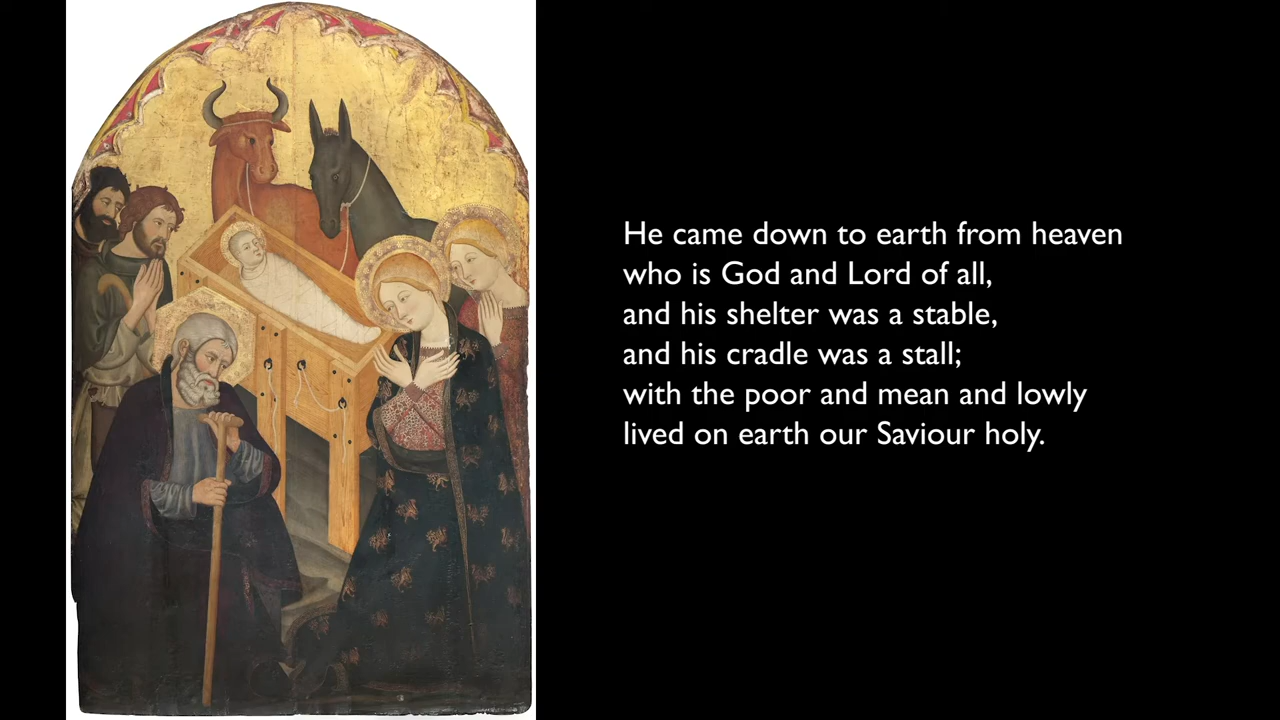 He came down to earth from heaven
who is God and Lord of all,
and his shelter was a stable,
and his cradle was a stall;
with the poor and mean and lowly
lived on earth our Saviour holy.